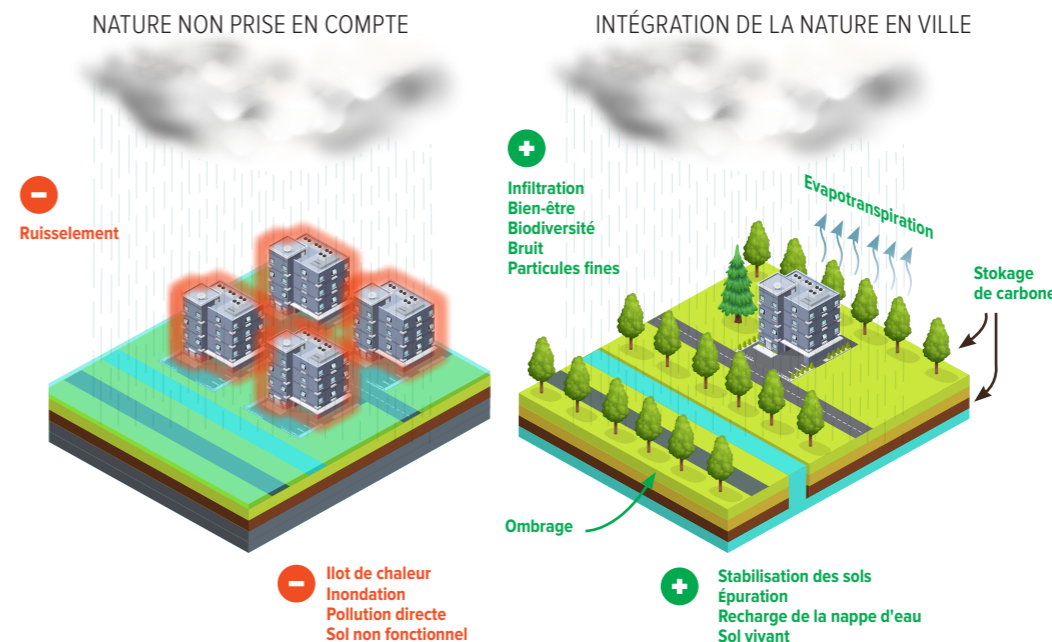 NATURE NON PRISE EN COMPTE
Ruisselement
Ilot de chaleur
Inondation
Pollution directe
Sol non fonctionnel
INTÉGRATION DE LA NATURE EN VILLE
Infiltration
Bien-être
Biodiversité
Bruit
Particules fines
Evapotranspiration
Stokage
de carbone
Ombrage
Stabilisation des sols
Épuration
Recharge de la nappe d'eau
Sol vivant